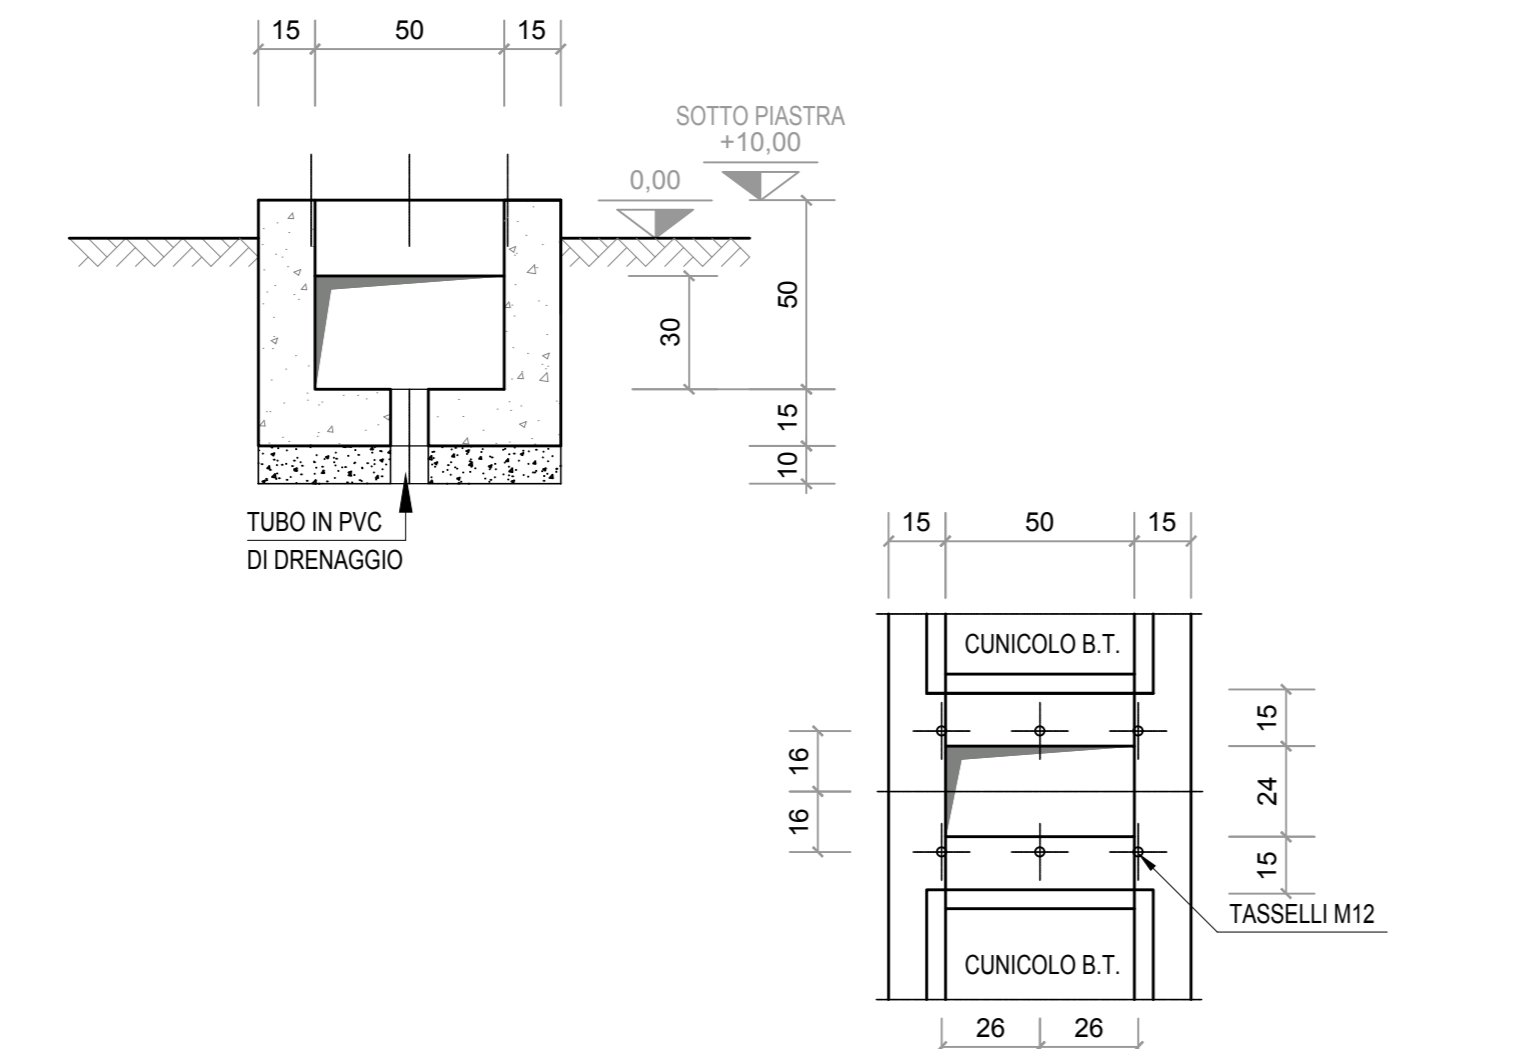 15 50 15
SOTTO PIASTRA
+10,00
0,00
50
30
15
10
TUBO IN PVC
DI DRENAGGIO
15 50 15
CUNICOLO B.T.
15
16
24
16
15
TASSELLI M12
CUNICOLO B.T.
26 26